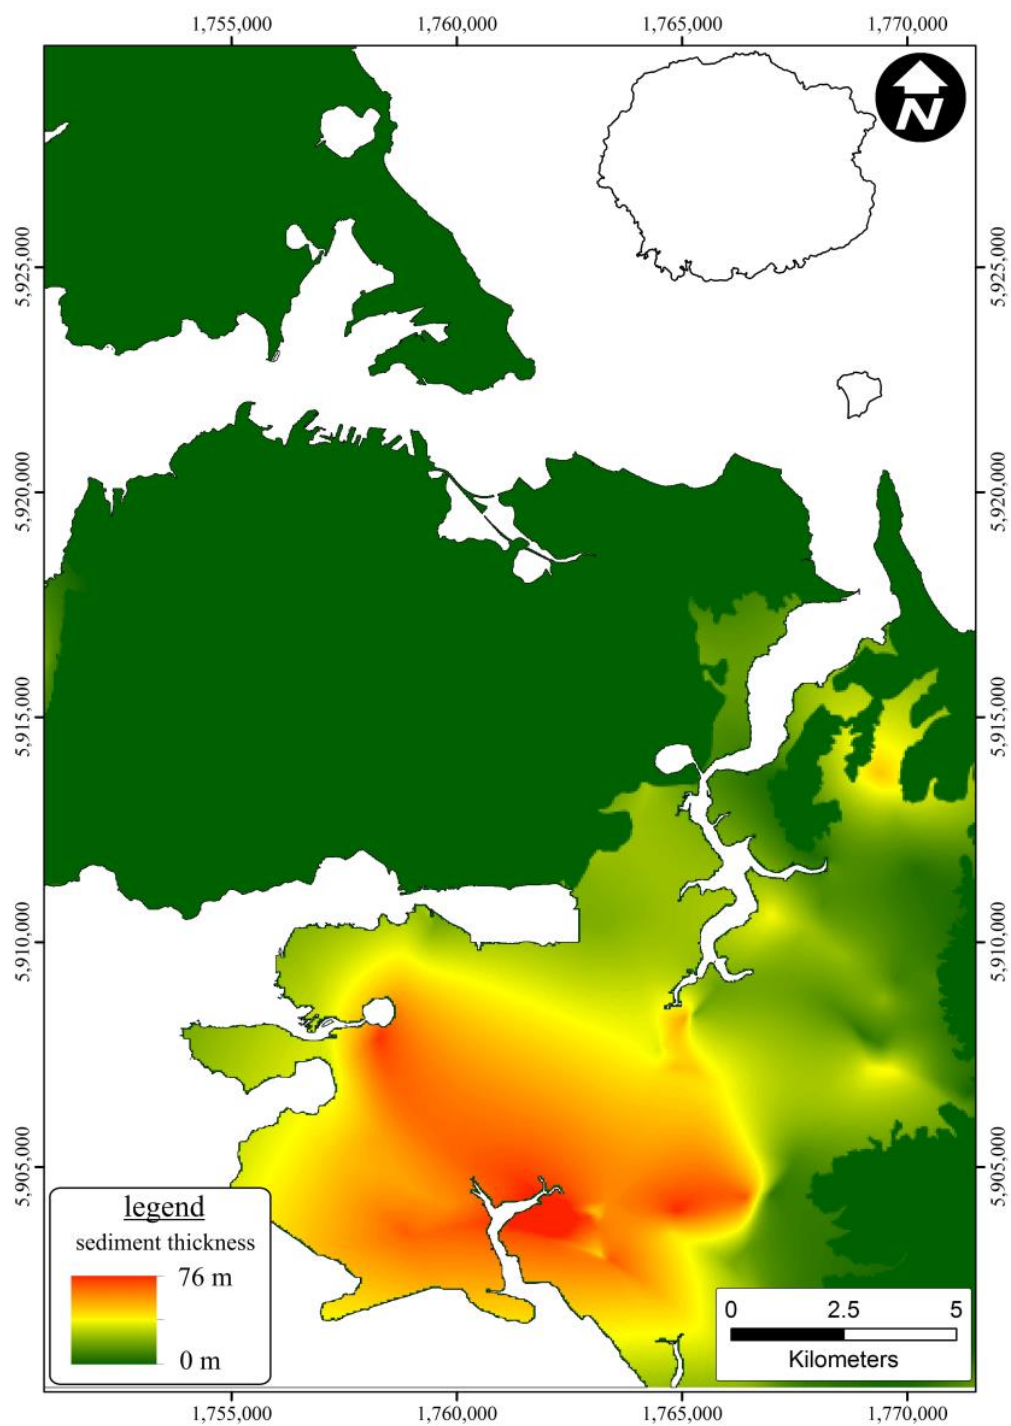 1,755,000 1,760,000 1,765,000 1,770,000
N
5,925,000 5,925,000
5,920,000 5,920,000
5,915,000 5,915,000
5,910,000 5,910,000
5,905,000 5,905,000
legend
sediment thickness
76 m
0 m
0 2.5 5
Kilometers
1,755,000 1,760,000 1,765,000 1,770,000